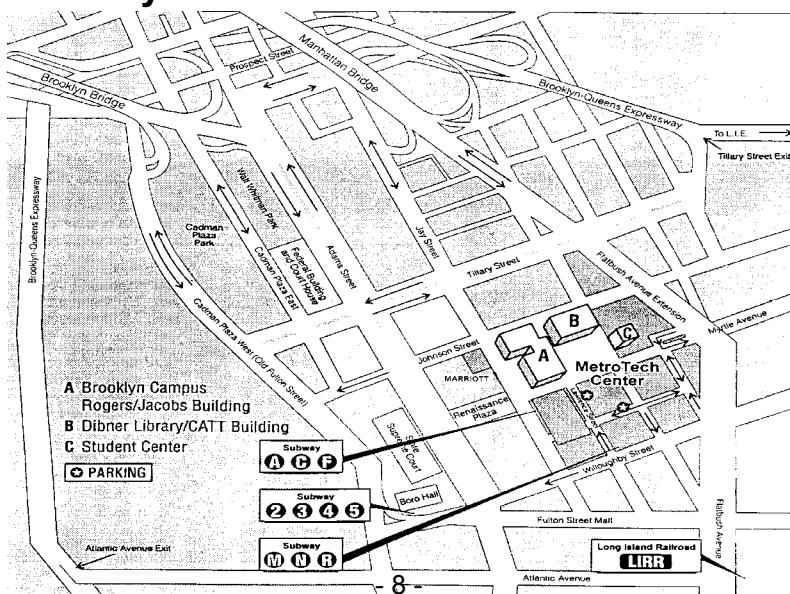 Prospect Street
Manhattan Bridge
Brooklyn Bridge
Brooklyn-Queens Expressway
To L.I.E.
Tillary Street Exit
Brooklyn-Queens Expressway
Walt Whitman Park
Cadman
Plaza
Park
Cadman Plaza East
Federal Building
and Court House
Adams Street
Jay Street
Tillary Street
Flatbush Avenue Extension
Cadman Plaza West (Old Fulton Street)
Johnson Street
Myrtle Avenue
B
C
A
MARRIOTT
MetroTech
Center
Renaissance
Plaza
A Brooklyn Campus
Rogers/Jacobs Building
B Dibner Library/CATT Building
C Student Center
PARKING
State
Supreme Court
Willoughby Street
Subway
A C F
Subway
2 3 4 5
Boro Hall
Fulton Street Mall
Flatbush Avenue
Subway
M N R
Long Island Railroad
LIRR
Atlantic Avenue Exit
Atlantic Avenue
- 8 -